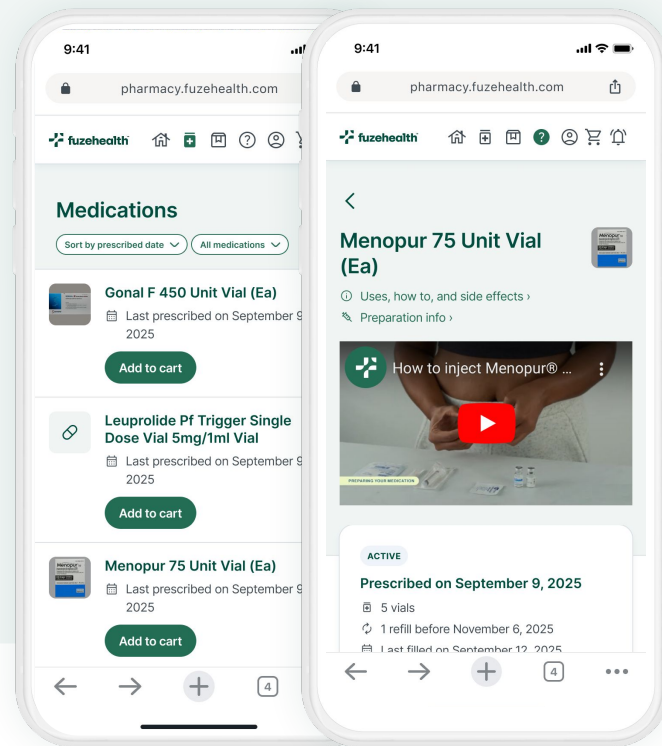 9:41
pharmacy.fuzehealth.com
fuzehealth
Medications
Sort by prescribed date
All medications
Gonal F 450 Unit Vial (Ea)
Last prescribed on September 9
2025
Add to cart
Leuprolide Pf Trigger Single
Dose Vial 5mg/1ml Vial
Last prescribed on September 9
2025
Add to cart
Menopur
Menopur 75 Unit Vial (Ea)
Last prescribed on September 9
2025
Add to cart
4
9:41
pharmacy.fuzehealth.com
fuzehealth
Menopur 75 Unit Vial
(Ea)
Menopur
Uses, how to, and side effects ›
Preparation info ›
How to inject Menopur® ...
PREPARING YOUR MEDICATION
ACTIVE
Prescribed on September 9, 2025
5 vials
1 refill before November 6, 2025
Last filled on September 12, 2025
4